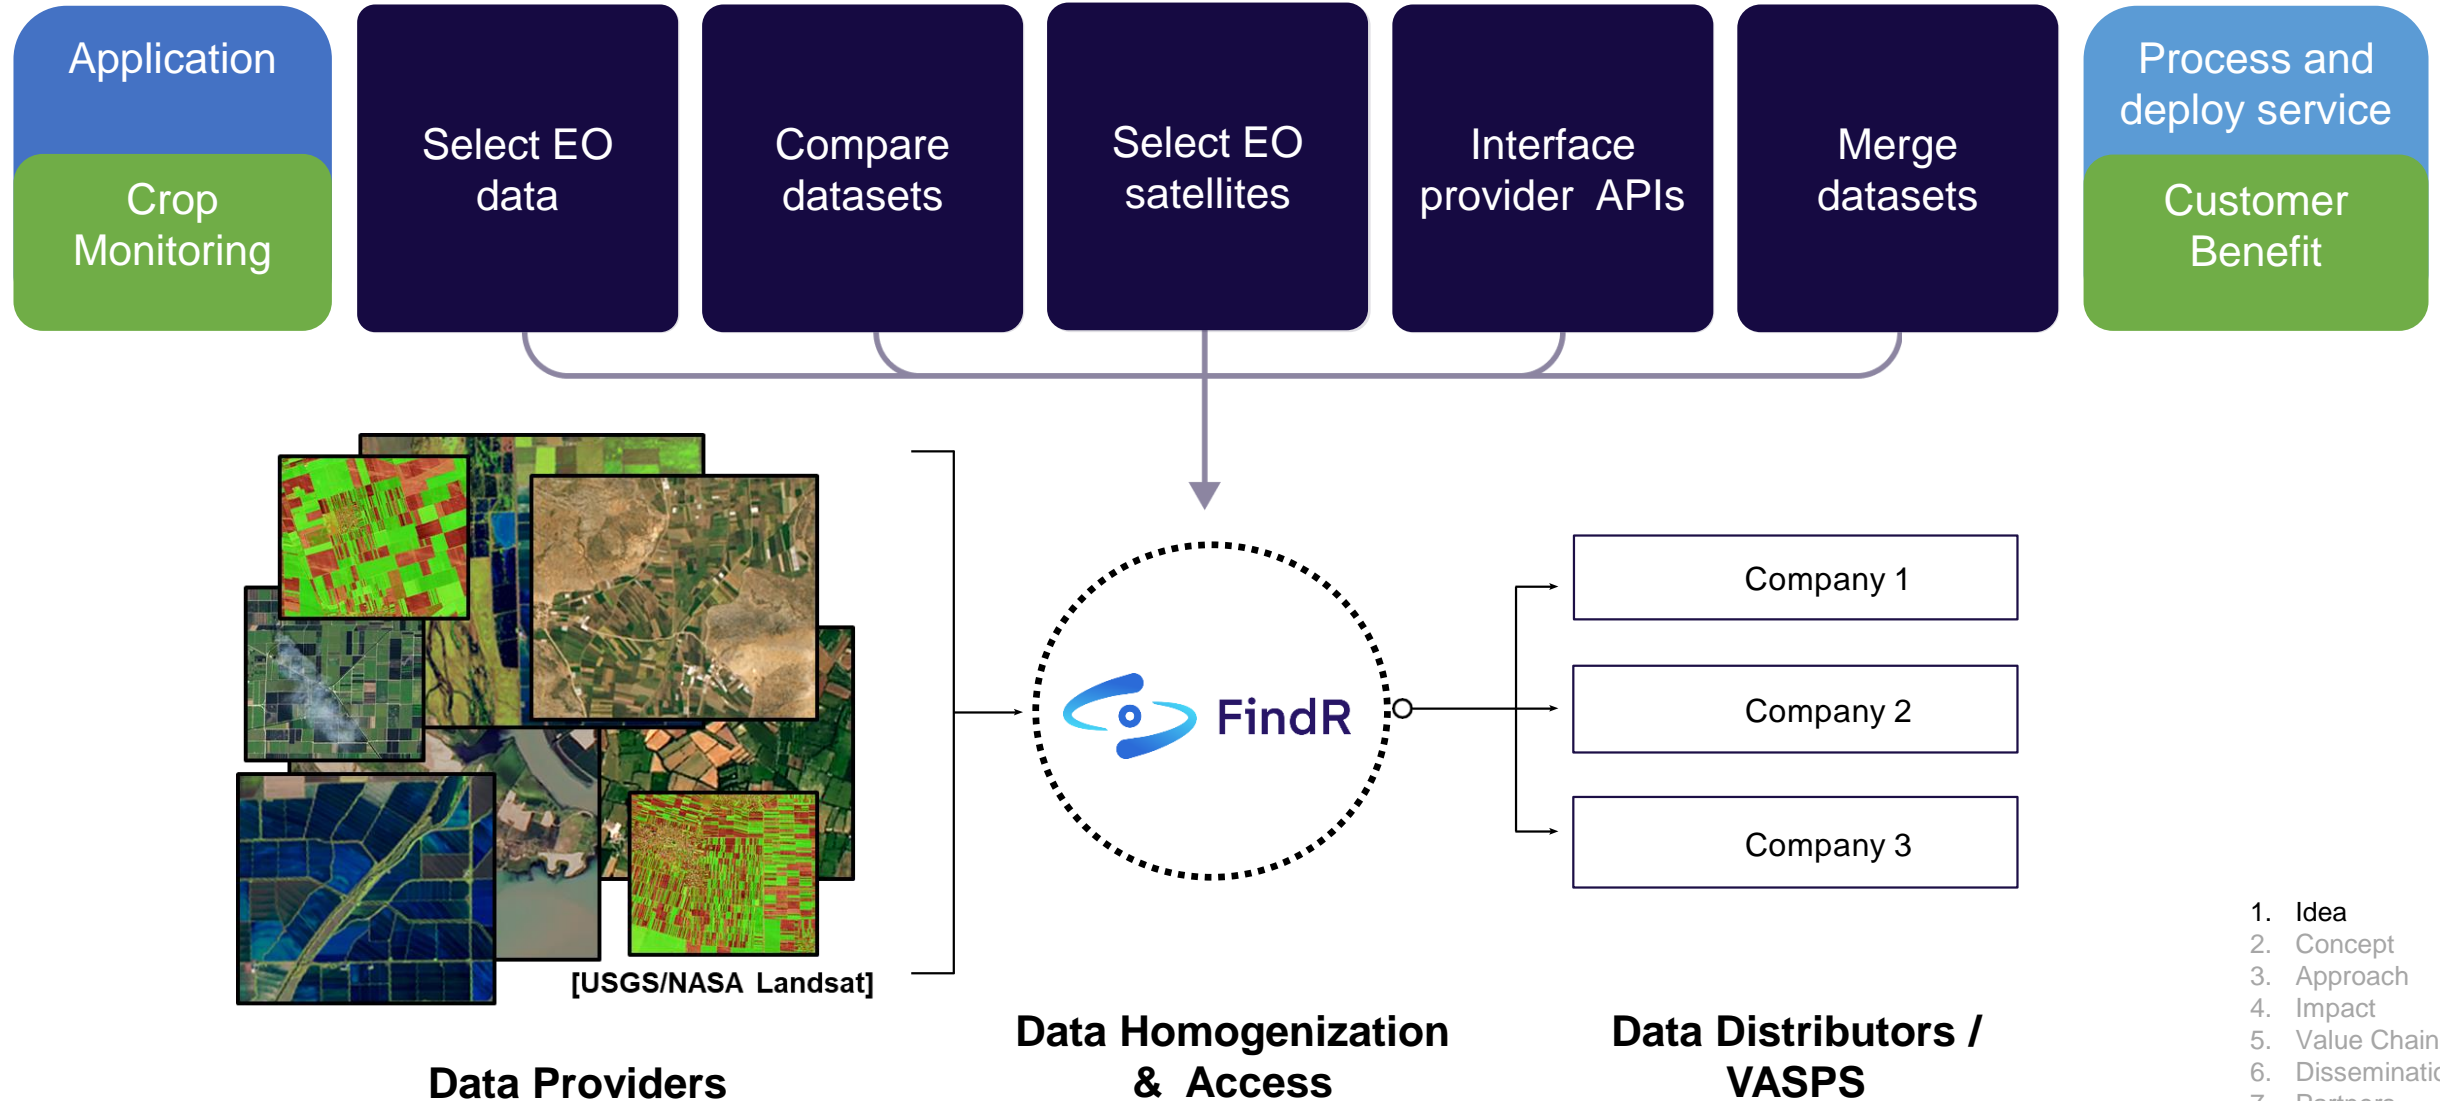 Application
Crop
Monitoring
Select EO
data
Compare
datasets
Select EO
satellites
Interface
provider APIs
Merge
datasets
Process and
deploy service
Customer
Benefit
[USGS/NASA Landsat]
FindR
Company 1
Company 2
Company 3
Data Providers
Data Homogenization
& Access
Data Distributors /
VASPS
1. Idea
2. Concept
3. Approach
4. Impact
5. Value Chain
6.
7.